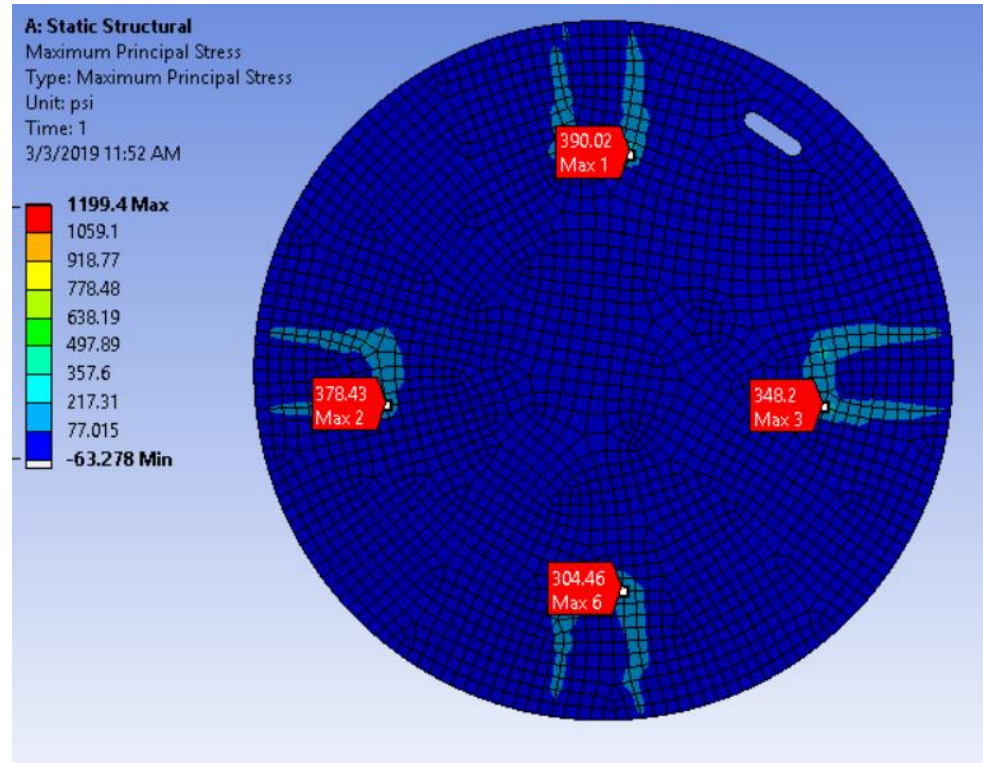 A: Static Structural
Maximum Principal Stress
Type: Maximum Principal Stress
Unit: psi
Time: 1
3/3/2019 11:52 AM
1199.4 Max
1059.1
918.77
778.48
638.19
497.89
357.6
217.31
77.015
-63.278 Min
390.02
Max 1
378.43
Max 2
348.2
Max 3
304.46
Max 6